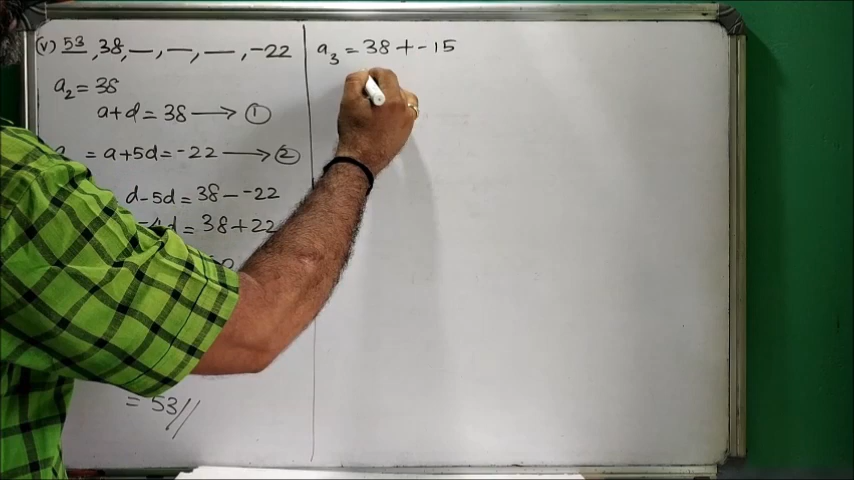 (v) 53, 38, —, —, —, -22
a₂ = 38
a+d = 38 ⟶ ①
= a+5d = -22 ⟶ ②
d-5d = 38 - -22
-4d = 38+22
= 53//
a₃ = 38 + -15